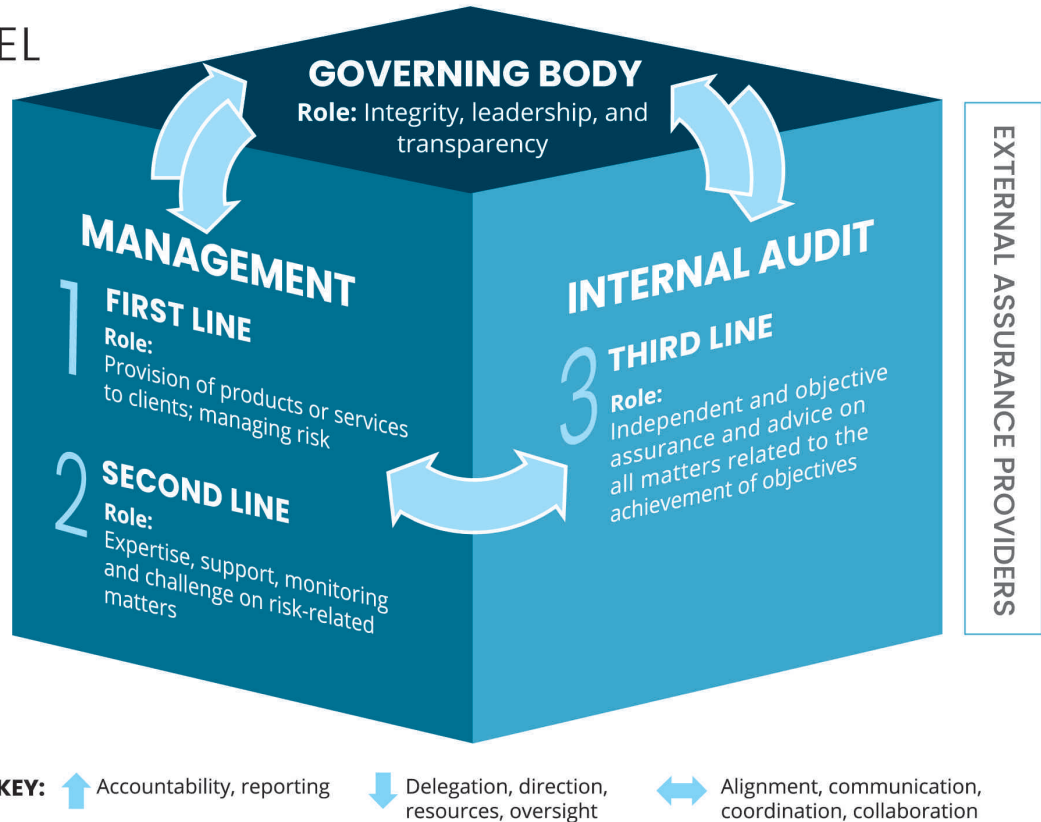 EL
GOVERNING BODY
Role: Integrity, leadership, and
transparency
MANAGEMENT
1
FIRST LINE
Role:
Provision of products or services
to clients; managing risk
2
SECOND LINE
Role:
Expertise, support, monitoring
and challenge on risk-related
matters
INTERNAL AUDIT
3
THIRD LINE
Role:
Independent and objective
assurance and advice on
all matters related to the
achievement of objectives
EXTERNAL ASSURANCE PROVIDERS
KEY:
Accountability, reporting
Delegation, direction,
resources, oversight
Alignment, communication,
coordination, collaboration